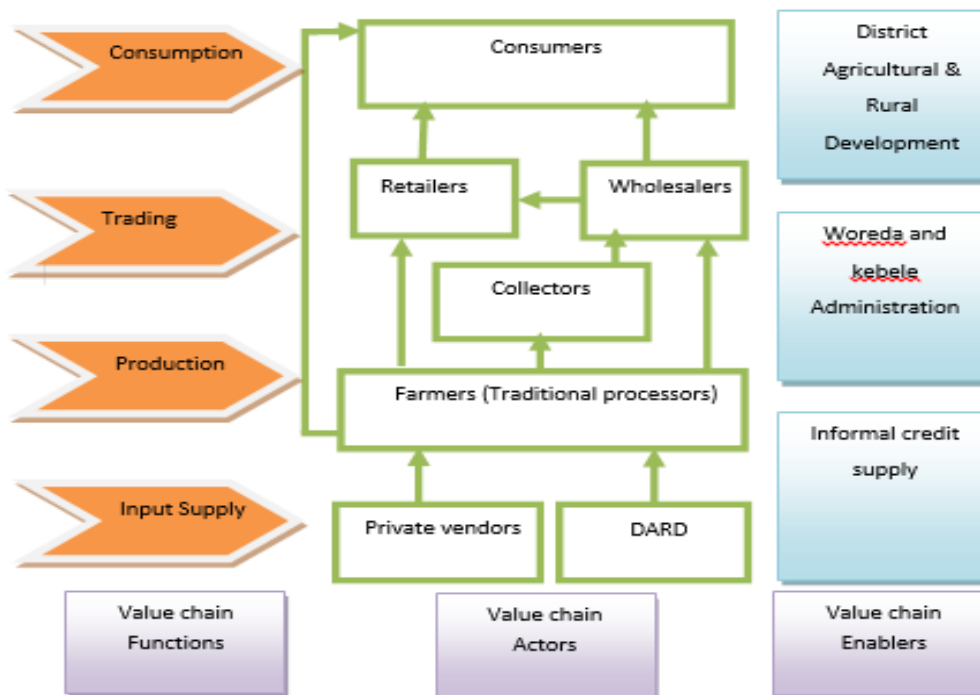 Consumption
Trading
Production
Input Supply
Value chain
Functions
Consumers
Retailers
Wholesalers
Collectors
Farmers (Traditional processors)
Private vendors
DARD
Value chain
Actors
District
Agricultural &
Rural
Development
Woreda and
kebele
Administration
Informal credit
supply
Value chain
Enablers